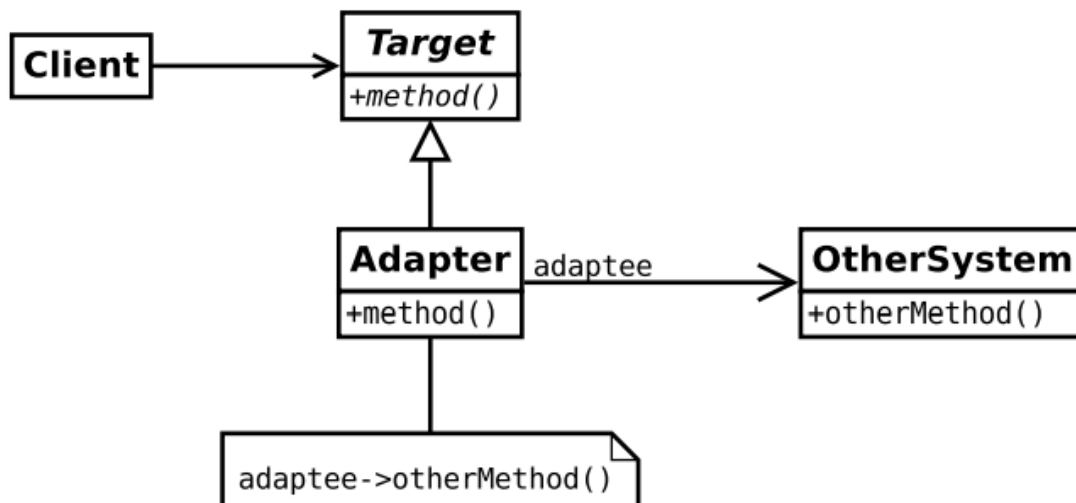 Client
Target
+method()
Adapter
+method()
adaptee
OtherSystem
+otherMethod()
adaptee->otherMethod()